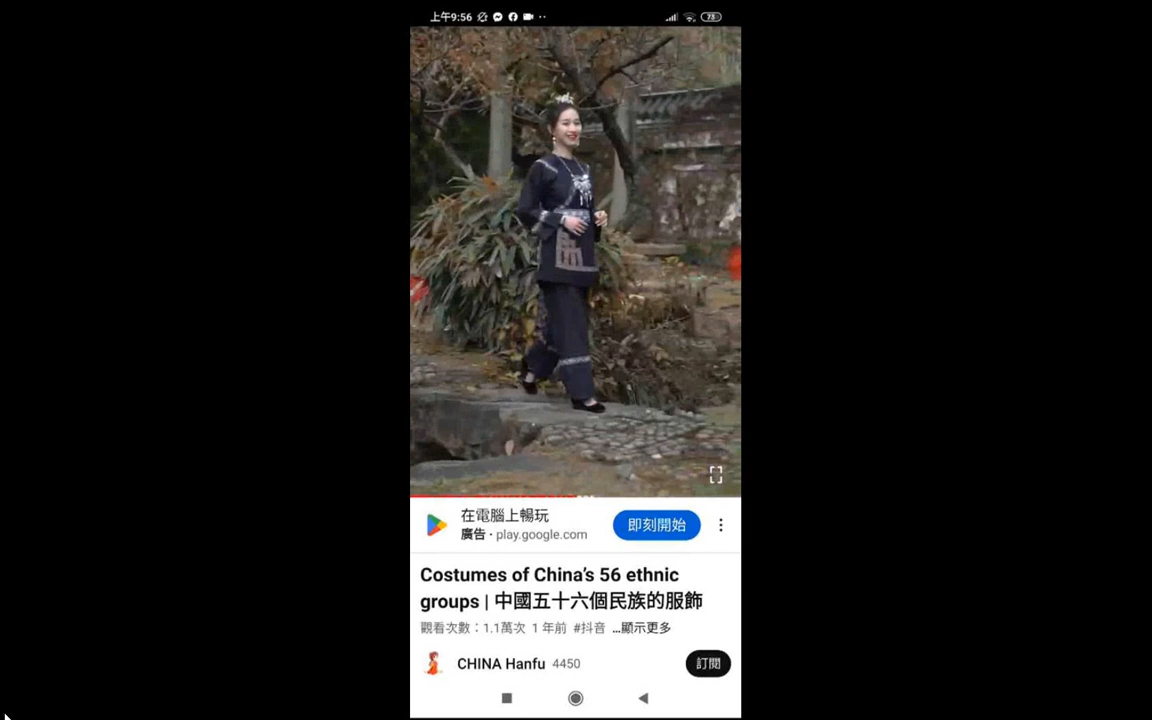 上午9:56
73
在電腦上暢玩
廣告 · play.google.com
即刻開始
Costumes of China's 56 ethnic
groups | 中國五十六個民族的服飾
觀看次數：1.1萬次 1 年前 #抖音 ...顯示更多
CHINA Hanfu 4450
訂閱